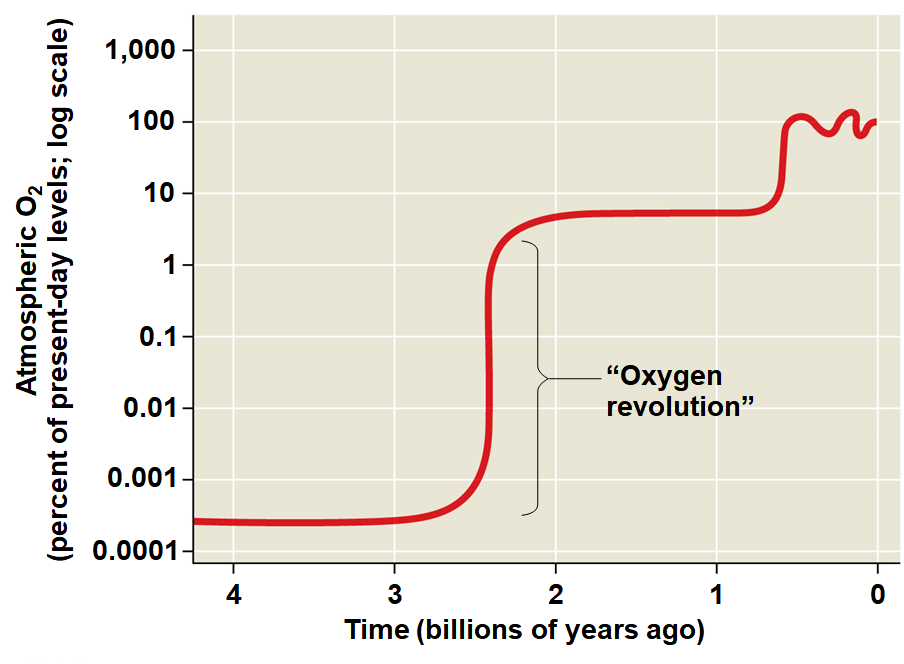 Atmospheric O₂
(percent of present-day levels; log scale)
1,000
100
10
1
0.1
0.01
0.001
0.0001
“Oxygen
revolution”
4 3 2 1 0
Time (billions of years ago)